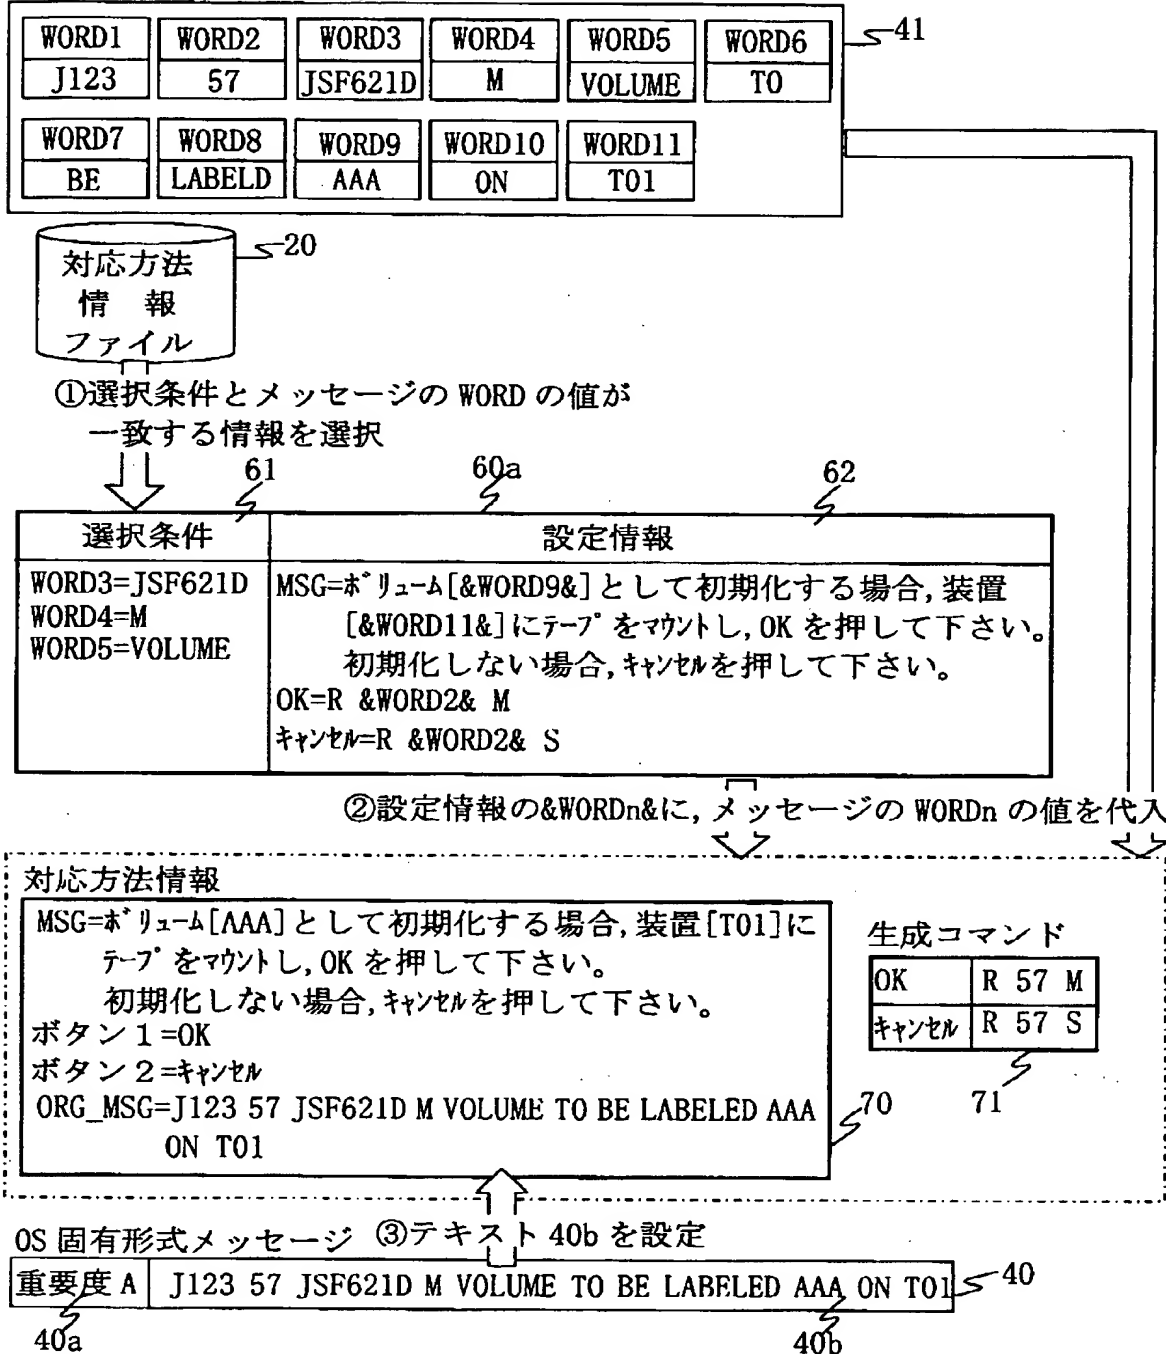 WORD1 WORD2 WORD3 WORD4 WORD5 WORD6 41
J123 57 JSF621D M VOLUME TO
WORD7 WORD8 WORD9 WORD10 WORD11
BE LABELD AAA ON T01
20
対応方法
情 報
ファイル
①選択条件とメッセージの WORD の値が
一致する情報を選択
61 60a 62
選択条件 設定情報
WORD3=JSF621D
WORD4=M
WORD5=VOLUME
MSG=ﾎﾞﾘｭｰﾑ[&WORD9&]として初期化する場合,装置
[&WORD11&]にﾃｰﾌﾟをﾏｳﾝﾄし,OKを押して下さい。
初期化しない場合,ｷｬﾝｾﾙを押して下さい。
OK=R &WORD2& M
ｷｬﾝｾﾙ=R &WORD2& S
②設定情報の&WORDn&に,メッセージの WORDn の値を代入
対応方法情報
MSG=ﾎﾞﾘｭｰﾑ[AAA]として初期化する場合,装置[T01]に
ﾃｰﾌﾟをﾏｳﾝﾄし,OKを押して下さい。
初期化しない場合,ｷｬﾝｾﾙを押して下さい。
ボタン1=OK
ボタン2=ｷｬﾝｾﾙ
ORG_MSG=J123 57 JSF621D M VOLUME TO BE LABELED AAA
ON T01
70
生成コマンド
OK R 57 M
ｷｬﾝｾﾙ R 57 S
71
OS 固有形式メッセージ ③テキスト 40b を設定
重要度 A J123 57 JSF621D M VOLUME TO BE LABELED AAA ON T01 40
40a 40b